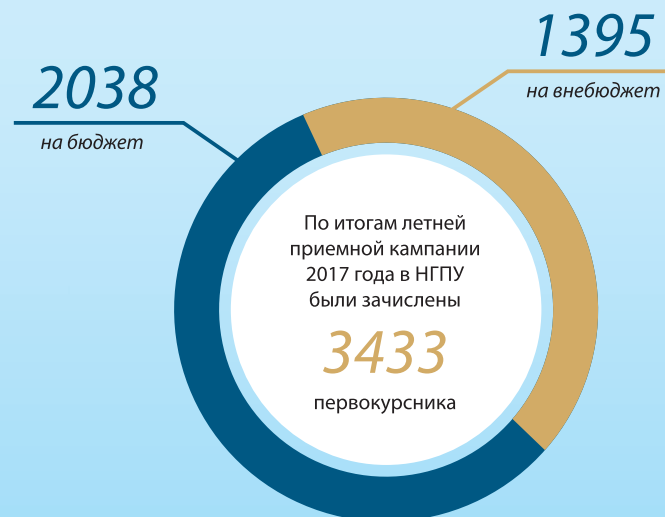 1395
на внебюджет
2038
на бюджет
По итогам летней
приемной кампании
2017 года в НГПУ
были зачислены
3433
первокурсника